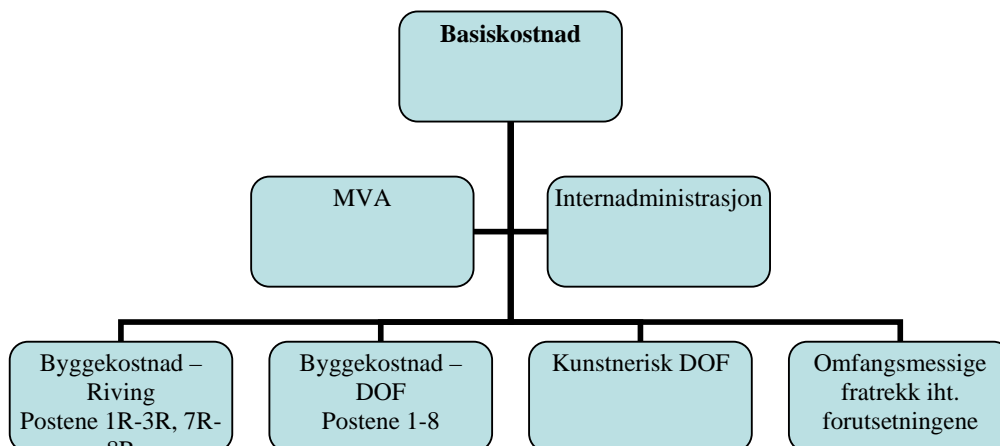 Basiskostnad
MVA
Internadministrasjon
Byggekostnad –
Riving
Postene 1R-3R, 7R-
8R
Byggekostnad –
DOF
Postene 1-8
Kunstnerisk DOF
Omfangsmessige
fratrekk iht.
forutsetningene